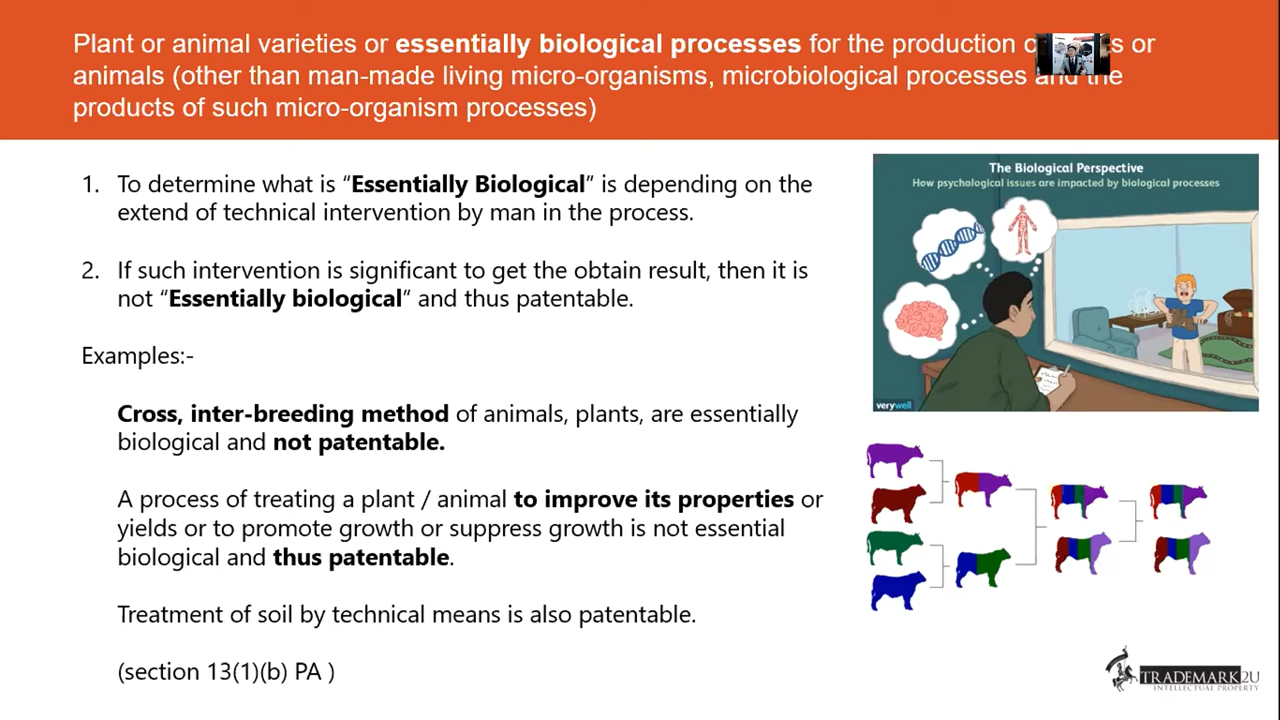 Plant or animal varieties or essentially biological processes for the production or
animals (other than man-made living micro-organisms, microbiological processes and the
products of such micro-organism processes)
1. To determine what is “Essentially Biological” is depending on the
extend of technical intervention by man in the process.
2. If such intervention is significant to get the obtain result, then it is
not “Essentially biological” and thus patentable.
Examples:-
Cross, inter-breeding method of animals, plants, are essentially
biological and not patentable.
A process of treating a plant / animal to improve its properties or
yields or to promote growth or suppress growth is not essential
biological and thus patentable.
Treatment of soil by technical means is also patentable.
(section 13(1)(b) PA )
The Biological Perspective
How psychological issues are impacted by biological processes
verywell
TRADEMARK2U
INTELLECTUAL PROPERTY